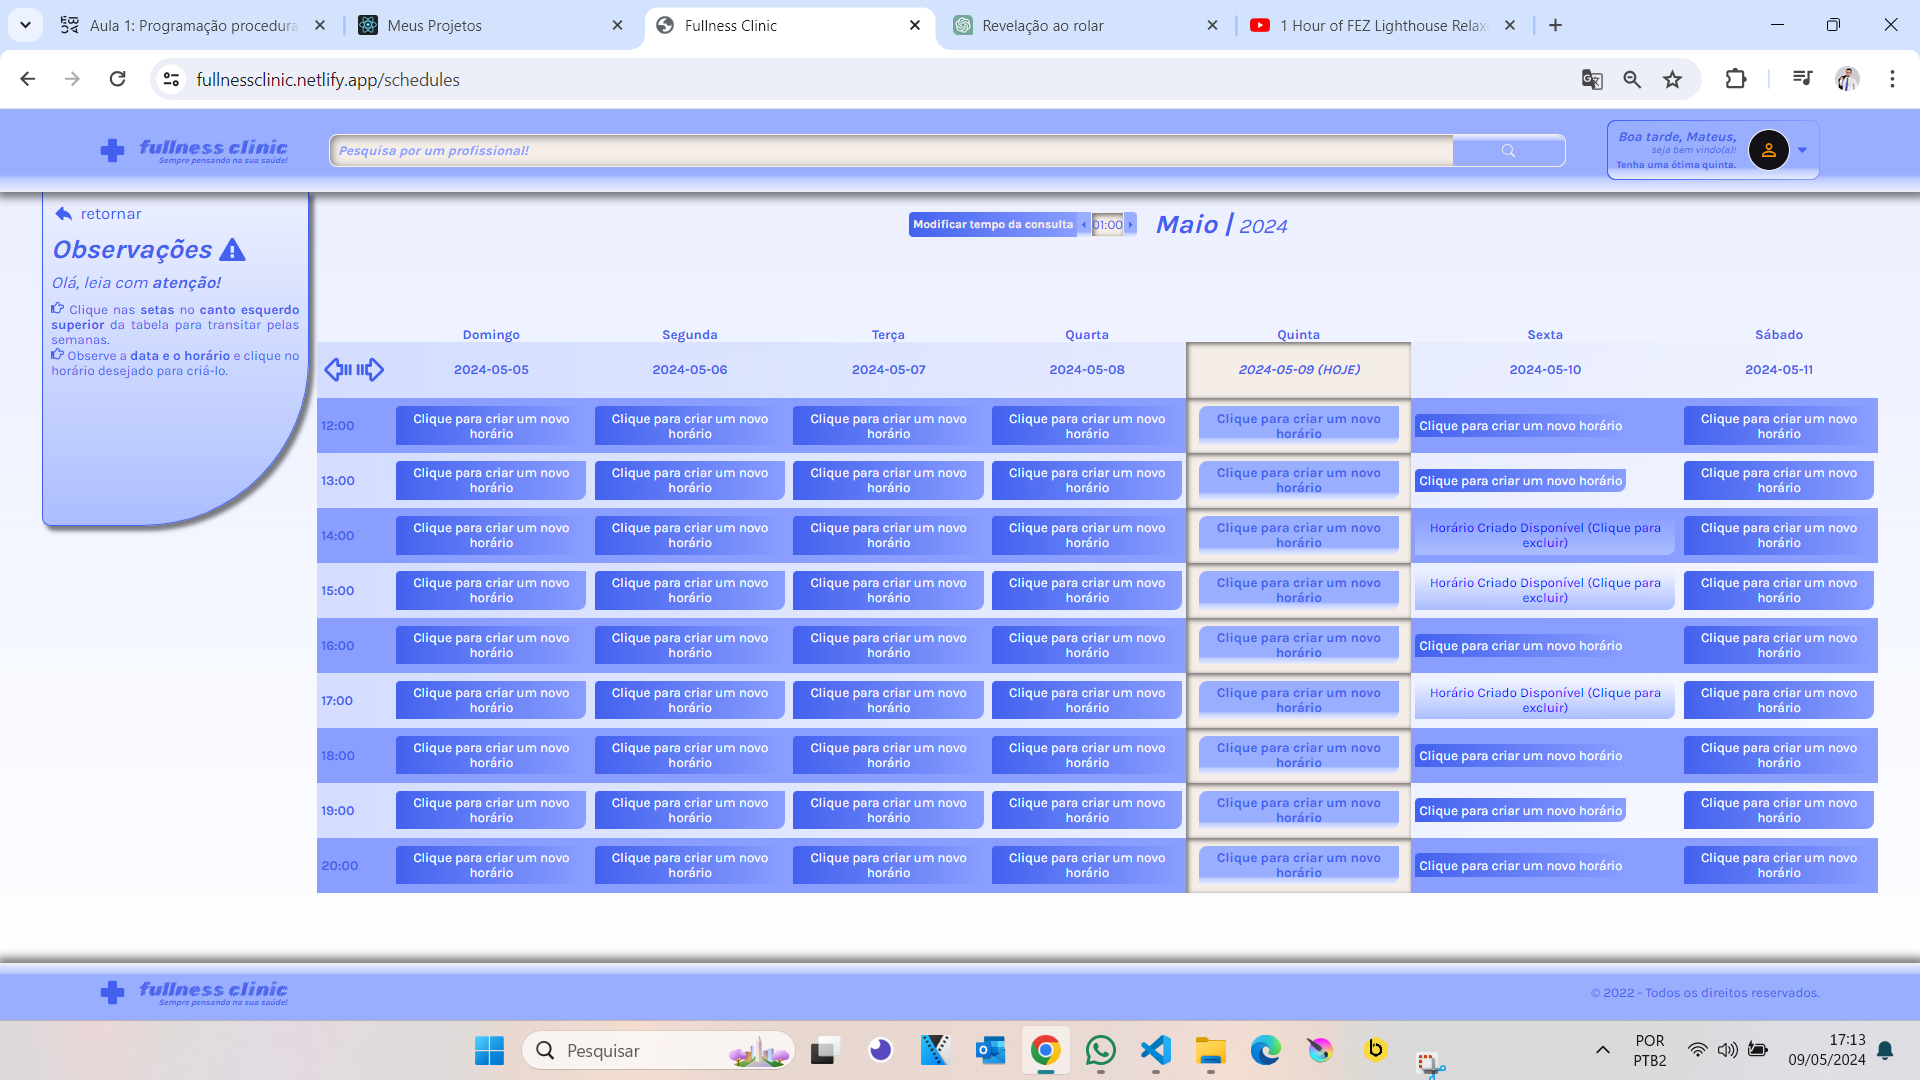 Aula 1: Programação procedura
Meus Projetos
Fullness Clinic
Revelação ao rolar
1 Hour of FEZ Lighthouse Relax
fullnessclinic.netlify.app/schedules
fullness clinic
Sempre pensando na sua saúde!
Pesquisa por um profissional!
Boa tarde, Mateus,
seja bem vindo(a)!
Tenha uma ótima quinta.
retornar
Observações
Olá, leia com atenção!
Clique nas setas no canto esquerdo
superior da tabela para transitar pelas
semanas.
Observe a data e o horário e clique no
horário desejado para criá-lo.
Modificar tempo da consulta 01:00 Maio | 2024
Domingo Segunda Terça Quarta Quinta Sexta Sábado
2024-05-05 2024-05-06 2024-05-07 2024-05-08 2024-05-09 (HOJE) 2024-05-10 2024-05-11
12:00 Clique para criar um novo horário Clique para criar um novo horário Clique para criar um novo horário Clique para criar um novo horário Clique para criar um novo horário Clique para criar um novo horário Clique para criar um novo horário
13:00 Clique para criar um novo horário Clique para criar um novo horário Clique para criar um novo horário Clique para criar um novo horário Clique para criar um novo horário Clique para criar um novo horário Clique para criar um novo horário
14:00 Clique para criar um novo horário Clique para criar um novo horário Clique para criar um novo horário Clique para criar um novo horário Clique para criar um novo horário Horário Criado Disponível (Clique para excluir) Clique para criar um novo horário
15:00 Clique para criar um novo horário Clique para criar um novo horário Clique para criar um novo horário Clique para criar um novo horário Clique para criar um novo horário Horário Criado Disponível (Clique para excluir) Clique para criar um novo horário
16:00 Clique para criar um novo horário Clique para criar um novo horário Clique para criar um novo horário Clique para criar um novo horário Clique para criar um novo horário Clique para criar um novo horário Clique para criar um novo horário
17:00 Clique para criar um novo horário Clique para criar um novo horário Clique para criar um novo horário Clique para criar um novo horário Clique para criar um novo horário Horário Criado Disponível (Clique para excluir) Clique para criar um novo horário
18:00 Clique para criar um novo horário Clique para criar um novo horário Clique para criar um novo horário Clique para criar um novo horário Clique para criar um novo horário Clique para criar um novo horário Clique para criar um novo horário
19:00 Clique para criar um novo horário Clique para criar um novo horário Clique para criar um novo horário Clique para criar um novo horário Clique para criar um novo horário Clique para criar um novo horário Clique para criar um novo horário
20:00 Clique para criar um novo horário Clique para criar um novo horário Clique para criar um novo horário Clique para criar um novo horário Clique para criar um novo horário Clique para criar um novo horário Clique para criar um novo horário
fullness clinic
Sempre pensando na sua saúde!
© 2022 - Todos os direitos reservados.
Pesquisar
POR
PTB2
17:13
09/05/2024